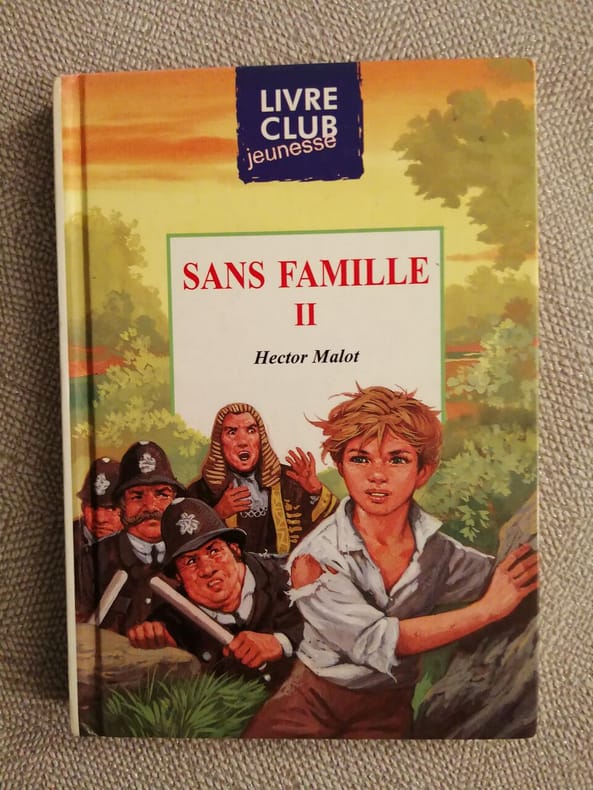 LIVRE
CLUB
jeunesse
SANS FAMILLE
II
Hector Malot